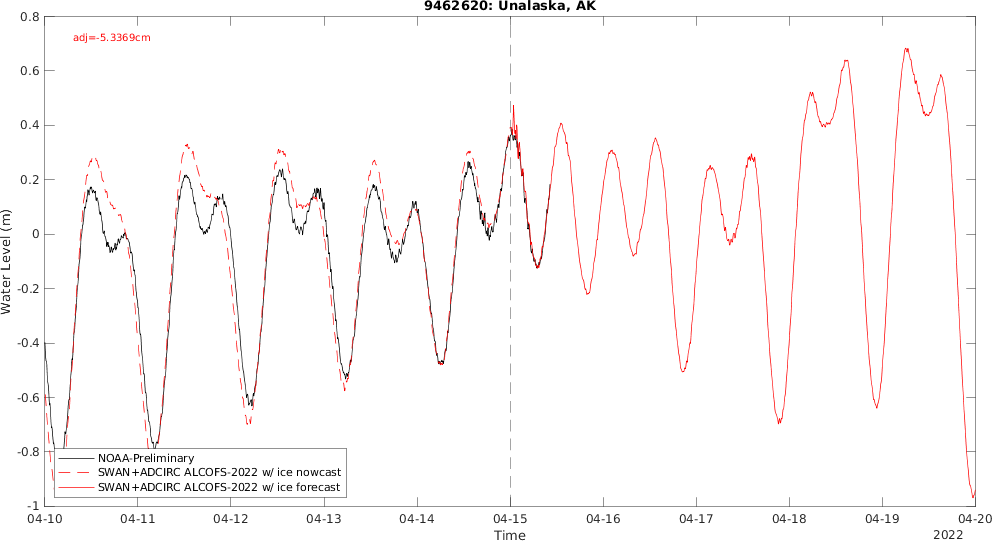 9462620: Unalaska, AK
adj=-5.3369cm
0.8
0.6
0.4
0.2
0
-0.2
-0.4
-0.6
-0.8
-1
Water Level (m)
NOAA-Preliminary
SWAN+ADCIRC ALCOFS-2022 w/ ice nowcast
SWAN+ADCIRC ALCOFS-2022 w/ ice forecast
04-10 04-11 04-12 04-13 04-14 04-15 04-16 04-17 04-18 04-19 04-20
Time
2022